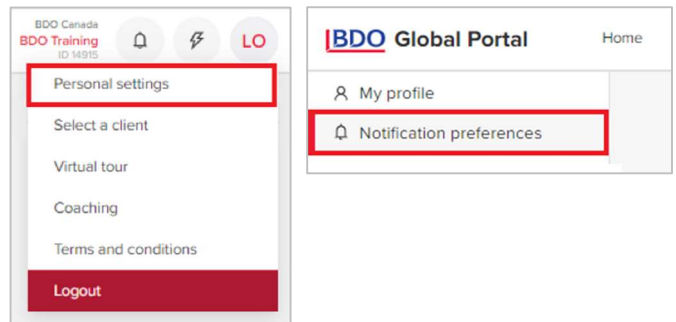 BDO Canada
BDO Training
ID 14915
LO
Personal settings
Select a client
Virtual tour
Coaching
Terms and conditions
Logout
BDO Global Portal
Home
My profile
Notification preferences